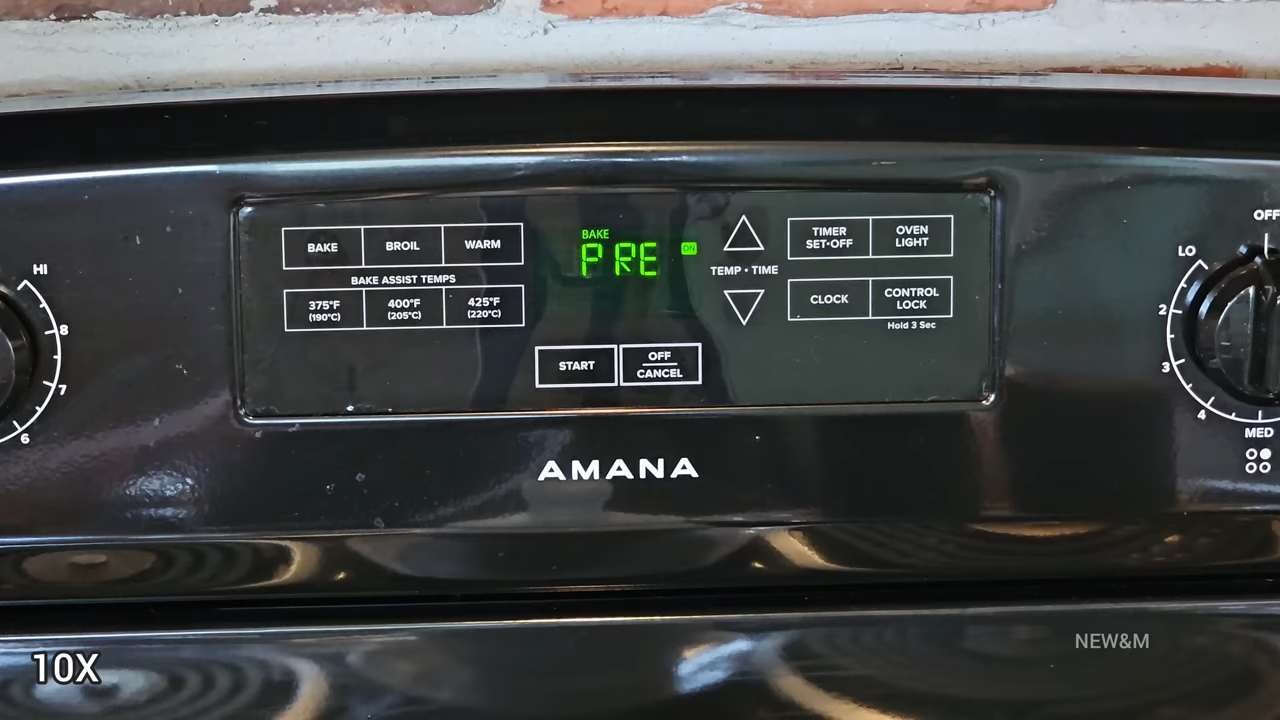 HI
8
7
6
BAKE
BROIL
WARM
BAKE ASSIST TEMPS
375°F
(190°C)
400°F
(205°C)
425°F
(220°C)
BAKE
PRE
ON
START
OFF
CANCEL
TEMP • TIME
TIMER
SET•OFF
OVEN
LIGHT
CLOCK
CONTROL
LOCK
Hold 3 Sec
OFF
LO
2
3
4
MED
AMANA
NEW&M
10X